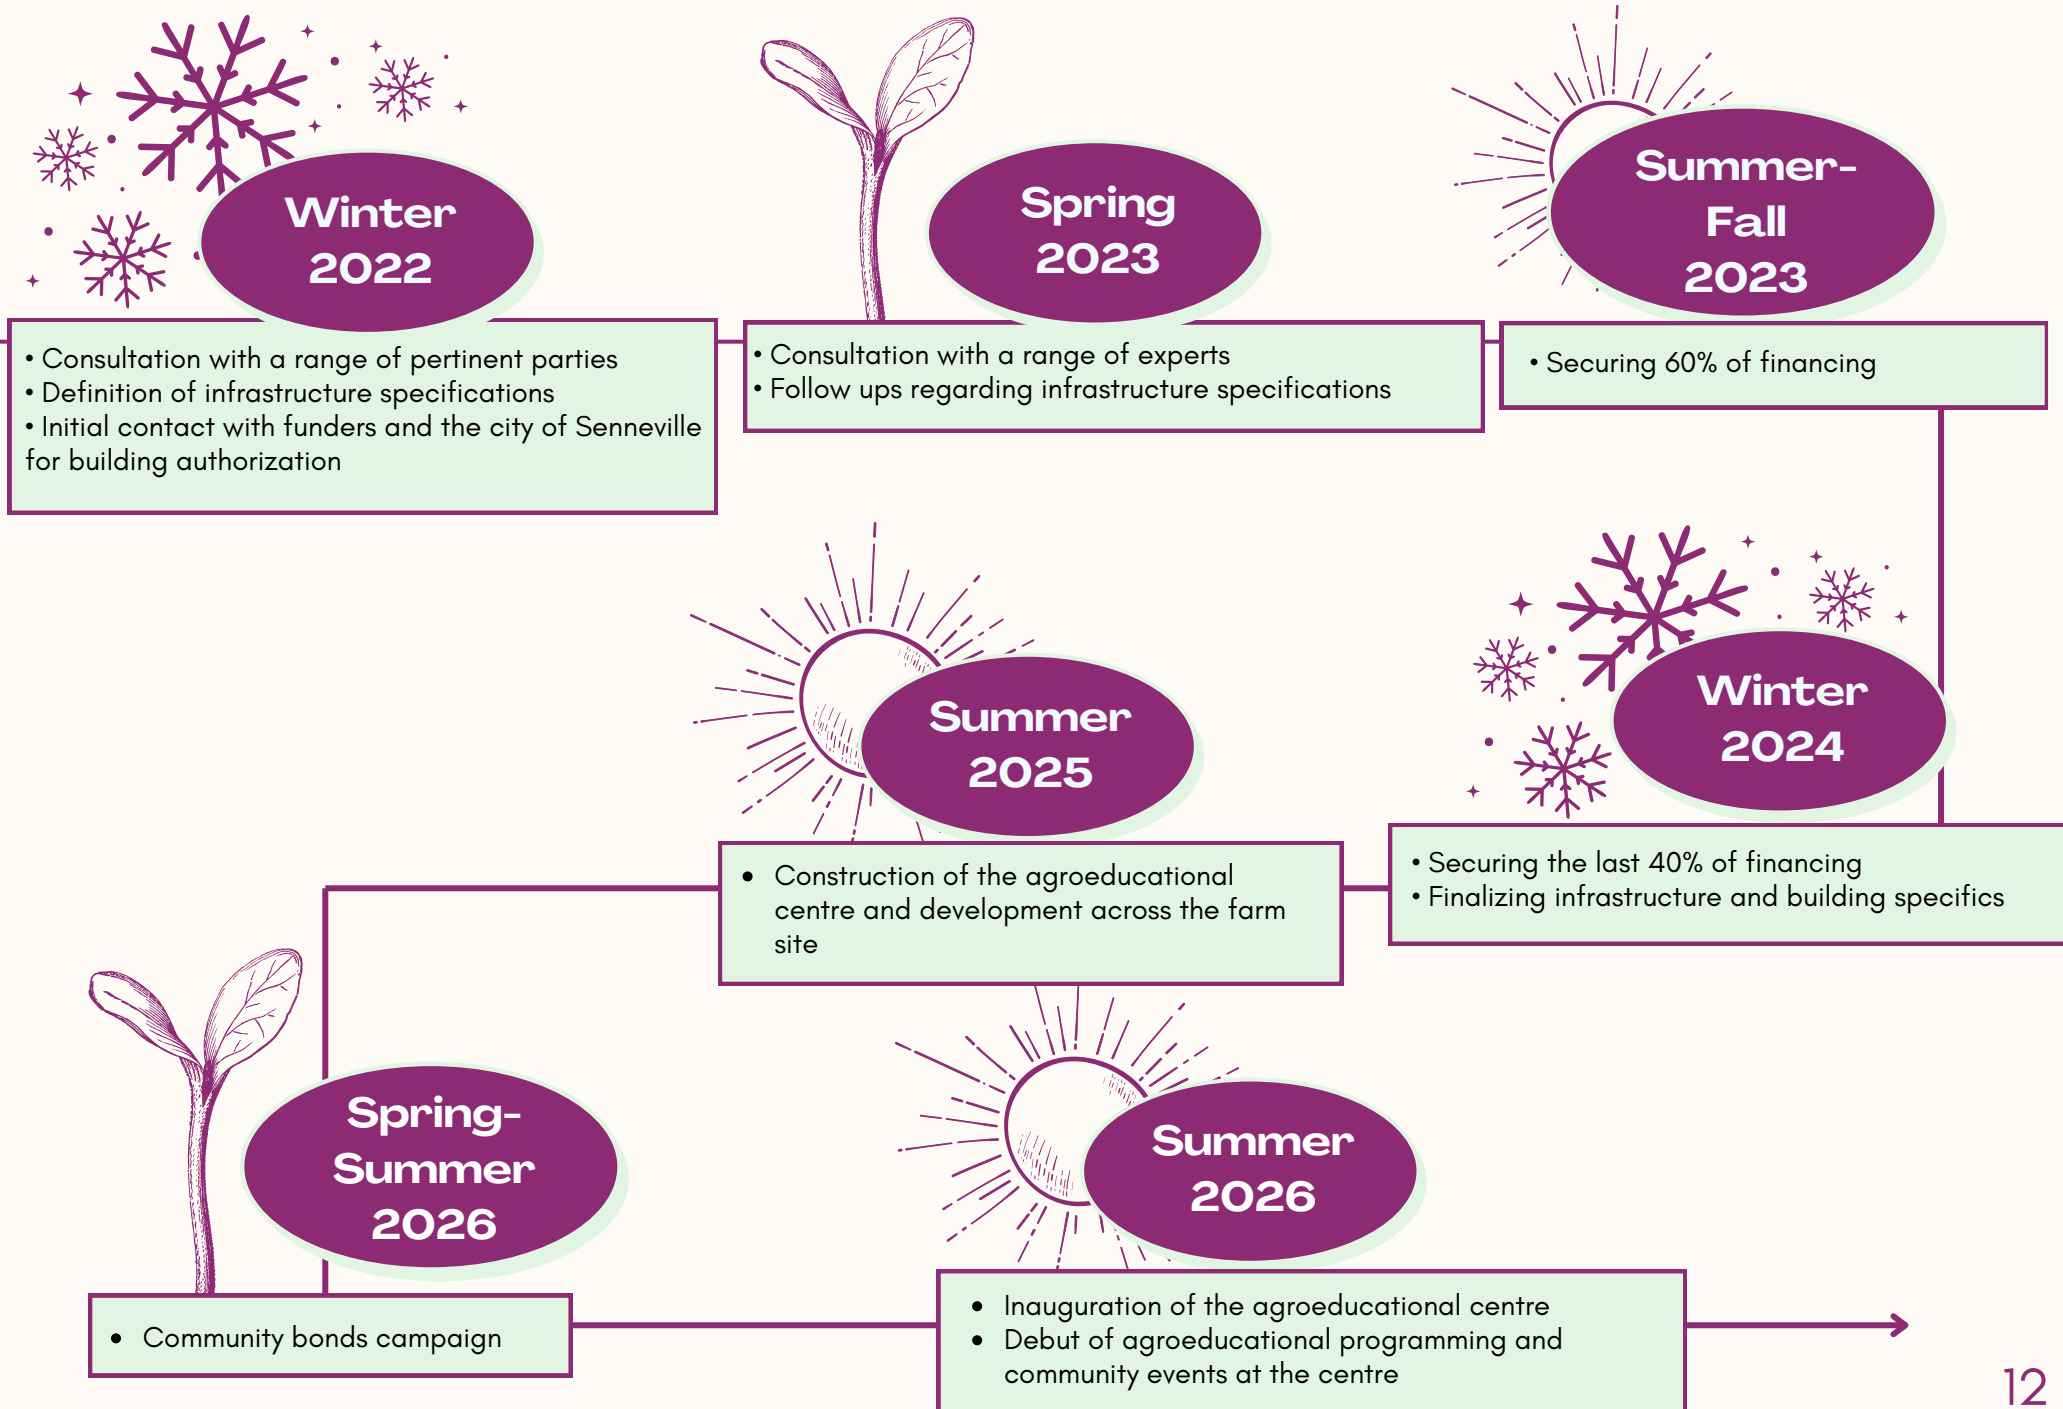 Winter
2022
• Consultation with a range of pertinent parties
• Definition of infrastructure specifications
• Initial contact with funders and the city of Senneville
for building authorization
Spring
2023
• Consultation with a range of experts
• Follow ups regarding infrastructure specifications
Summer-
Fall
2023
• Securing 60% of financing
Winter
2024
• Securing the last 40% of financing
• Finalizing infrastructure and building specifics
Summer
2025
• Construction of the agroeducational
centre and development across the farm
site
Spring-
Summer
2026
• Community bonds campaign
Summer
2026
• Inauguration of the agroeducational centre
• Debut of agroeducational programming and
community events at the centre
12